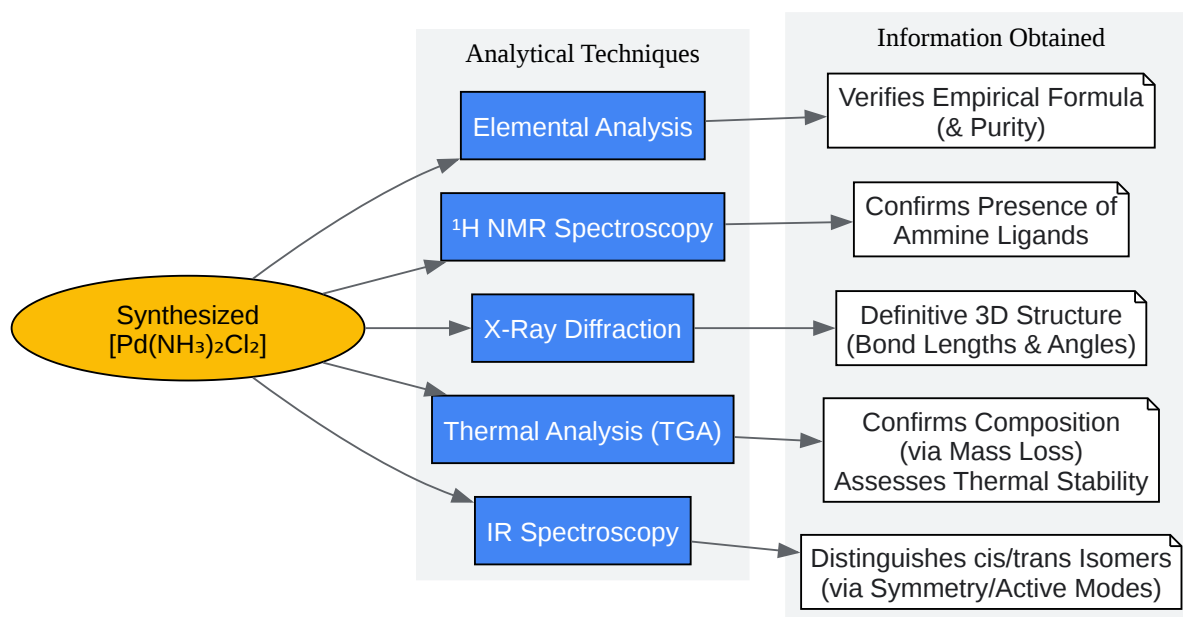 Analytical Techniques
Information Obtained
Synthesized
[Pd(NH₃)₂Cl₂]
Elemental Analysis
Verifies Empirical Formula
(& Purity)
¹H NMR Spectroscopy
Confirms Presence of
Ammine Ligands
X-Ray Diffraction
Definitive 3D Structure
(Bond Lengths & Angles)
Thermal Analysis (TGA)
Confirms Composition
(via Mass Loss)
Assesses Thermal Stability
IR Spectroscopy
Distinguishes cis/trans Isomers
(via Symmetry/Active Modes)